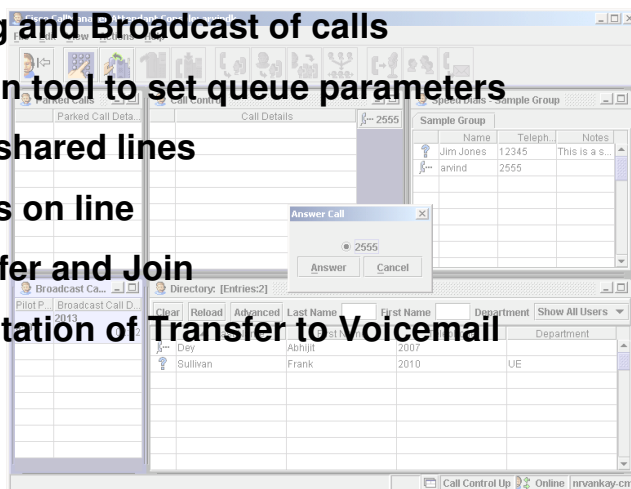 g and Broadcast of calls
n tool to set queue parameters
shared lines
s on line
fer and Join
tation of Transfer to Voicemail
Parked Calls
Parked Call Deta...
Call Control
Call Details
2555
Speed Dials - Sample Group
Sample Group
Name Teleph... Notes
Jim Jones 12345 This is a s...
arvind 2555
Answer Call
2555
Answer Cancel
Broadcast Ca...
Pilot P... Broadcast Call D...
2013
Directory: [Entries:2]
Clear Reload Advanced Last Name First Name Department Show All Users
Department
Dey Abhijit 2007
Sullivan Frank 2010 UE
Call Control Up Online nrvankay-cm